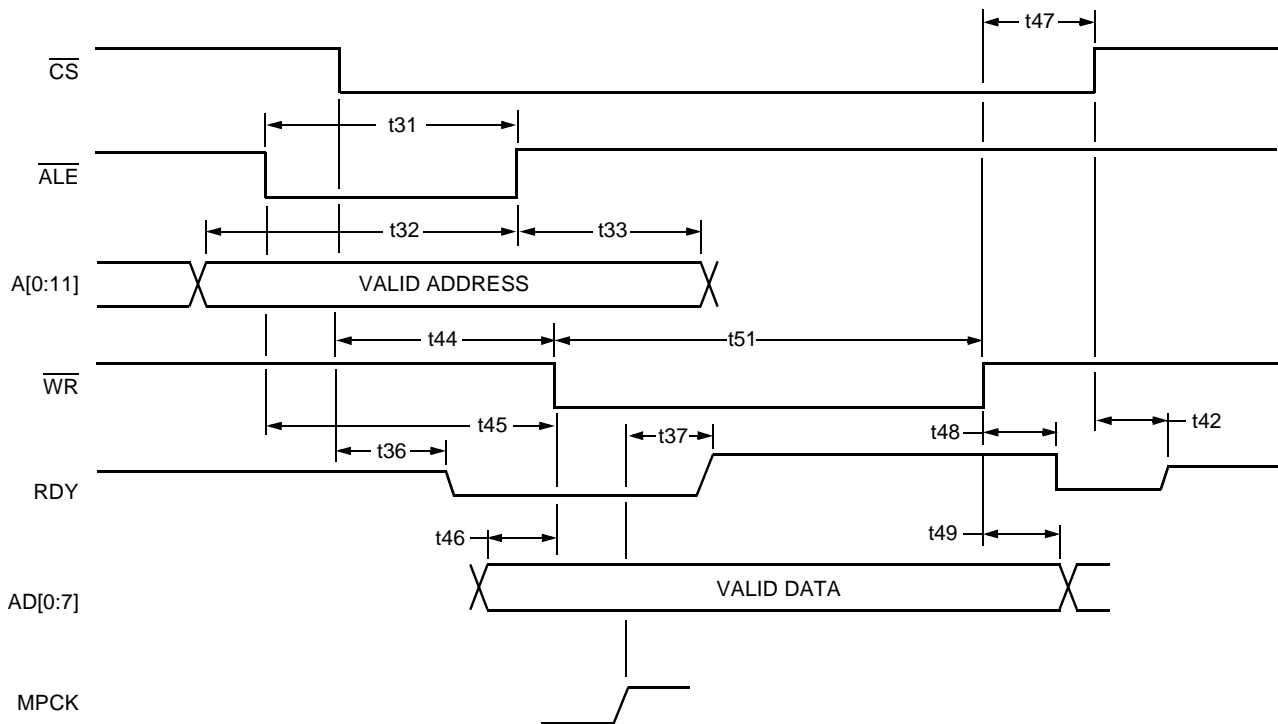 t47
CS
t31
ALE
t32 t33
A[0:11] VALID ADDRESS
t44 t51
WR
t45 t37 t48 t42
t36
RDY
t46 t49
AD[0:7] VALID DATA
MPCK